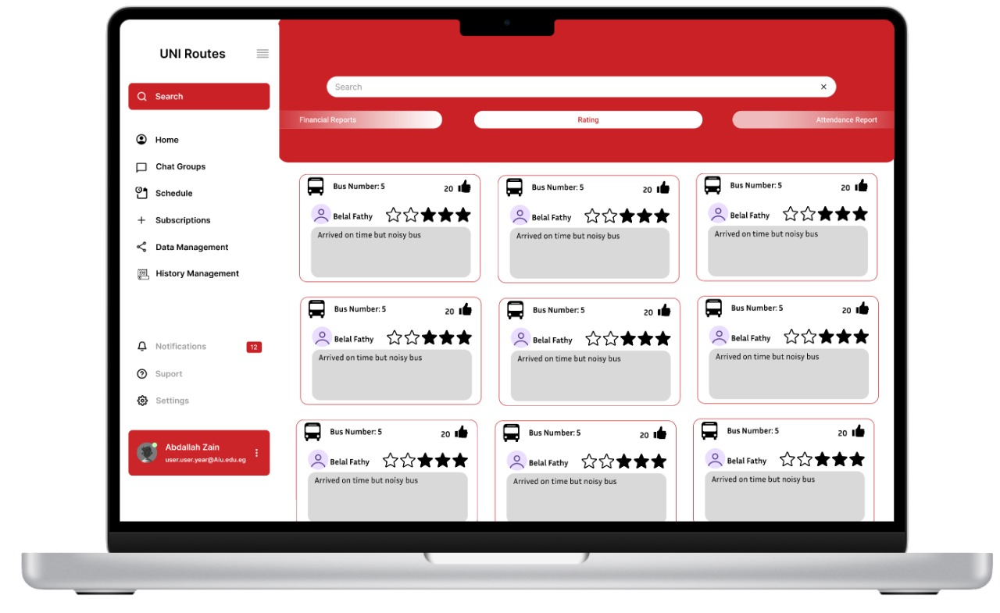 UNI Routes
Search
Home
Chat Groups
Schedule
Subscriptions
Data Management
History Management
Notifications 12
Suport
Settings
Abdallah Zain
user.user.year@Alu.edu.eg
Search ×
Financial Reports Rating Attendance Report
Bus Number: 5 20
Belal Fathy
Arrived on time but noisy bus
Bus Number: 5 20
Belal Fathy
Arrived on time but noisy bus
Bus Number: 5 20
Belal Fathy
Arrived on time but noisy bus
Bus Number: 5 20
Belal Fathy
Arrived on time but noisy bus
Bus Number: 5 20
Belal Fathy
Arrived on time but noisy bus
Bus Number: 5 20
Belal Fathy
Arrived on time but noisy bus
Bus Number: 5 20
Belal Fathy
Arrived on time but noisy bus
Bus Number: 5 20
Belal Fathy
Arrived on time but noisy bus
Bus Number: 5 20
Belal Fathy
Arrived on time but noisy bus